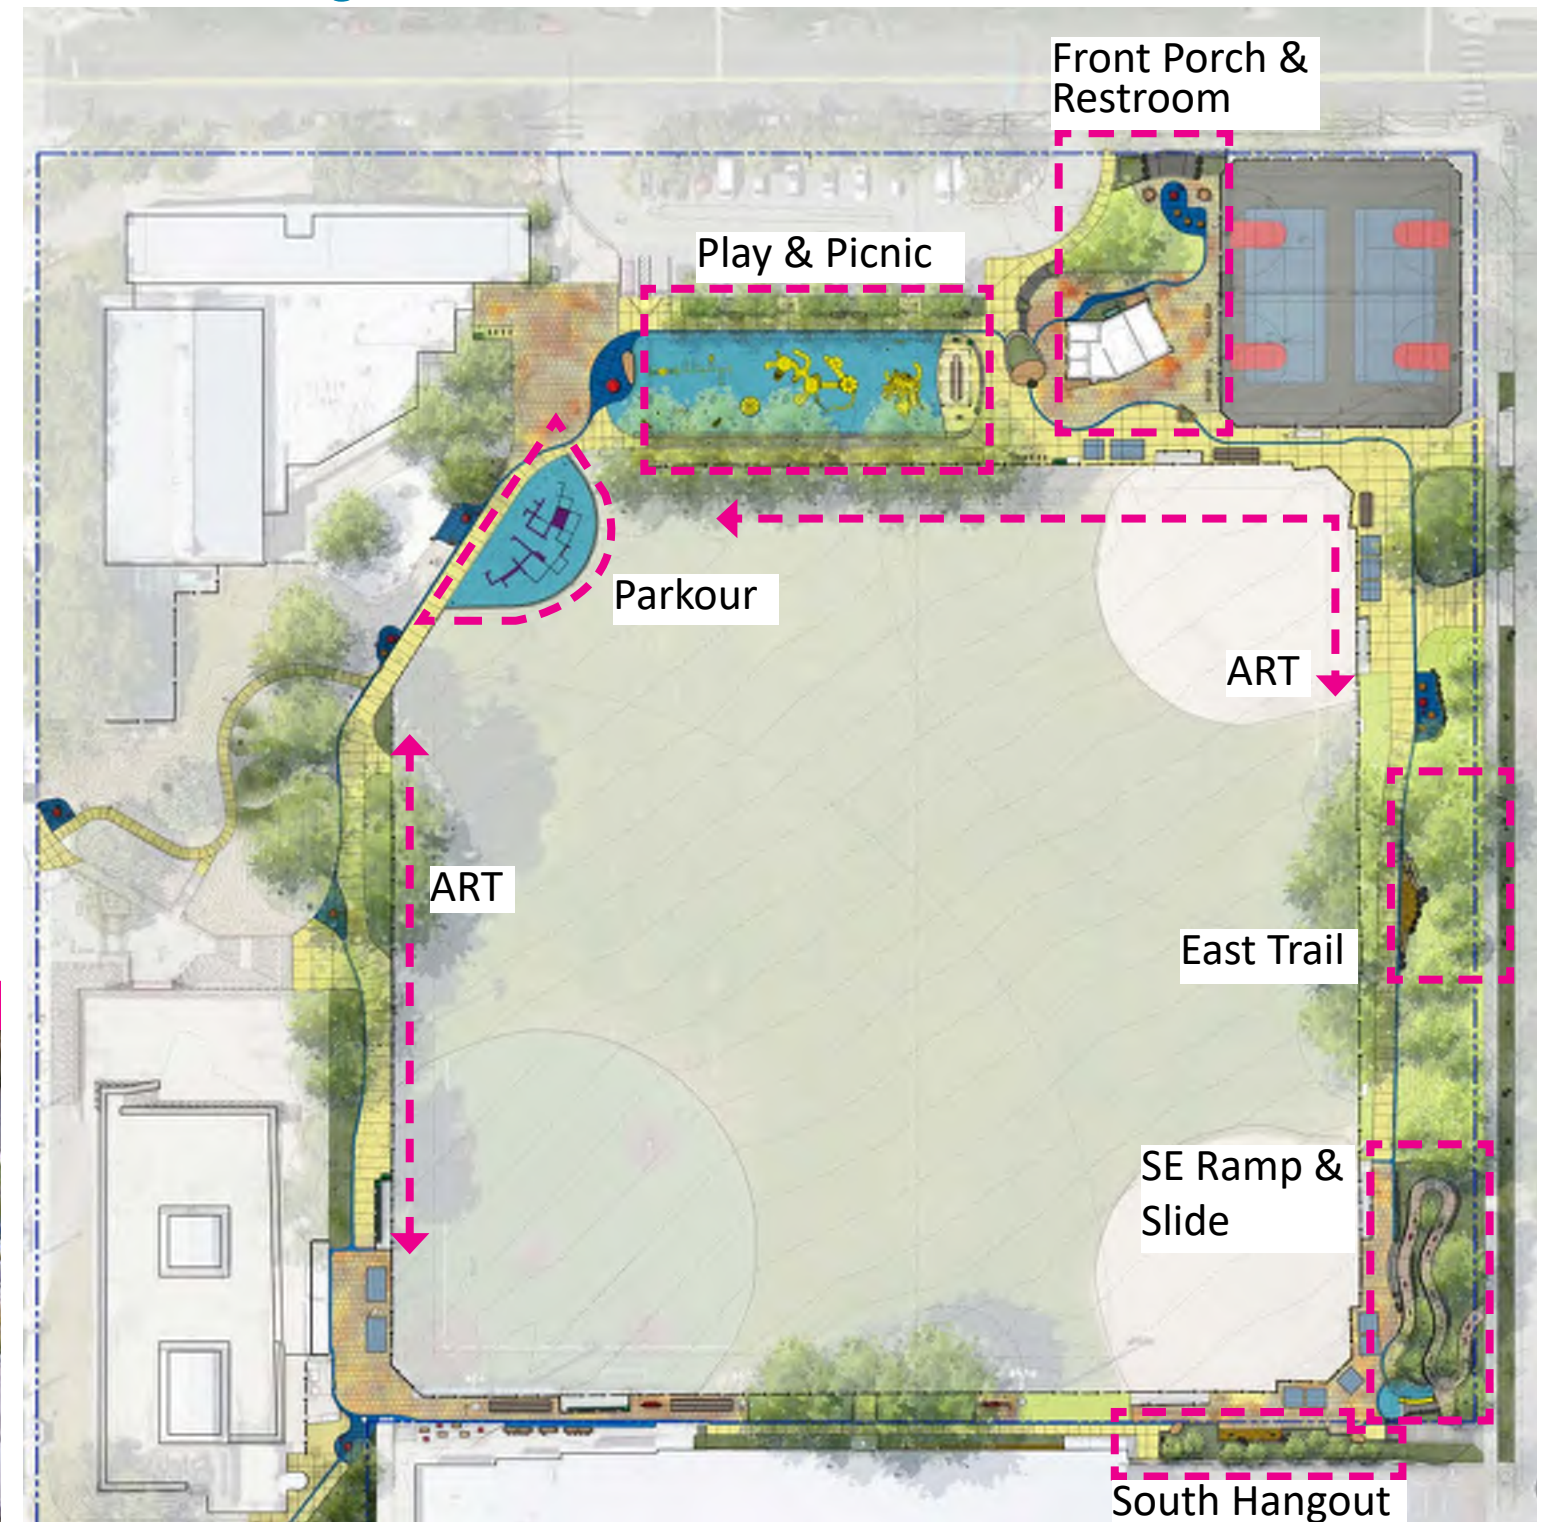 Front Porch &
Restroom
Play & Picnic
Parkour
ART
ART
East Trail
SE Ramp &
Slide
South Hangout